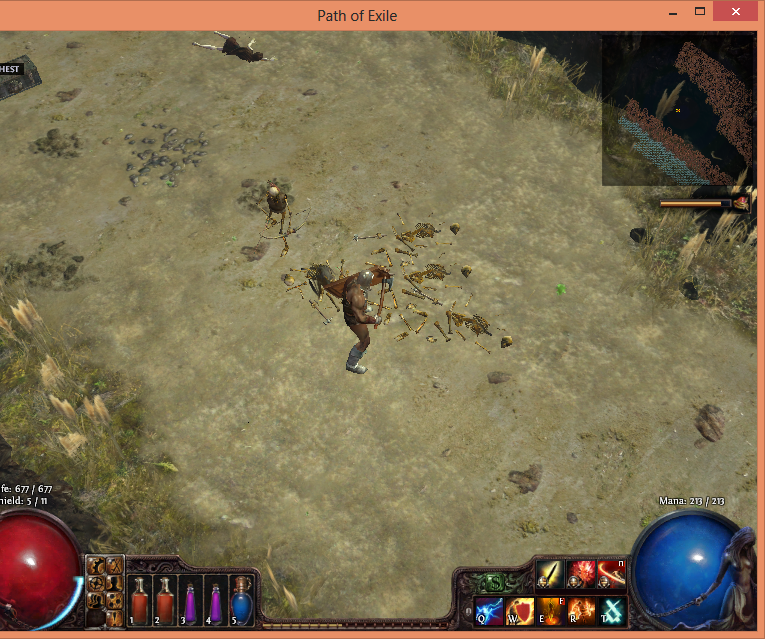 Path of Exile
HEST
fe: 677 / 677
hield: 5 / 11
Mana: 213 / 213
1 2 3 4 5
Q W E R T